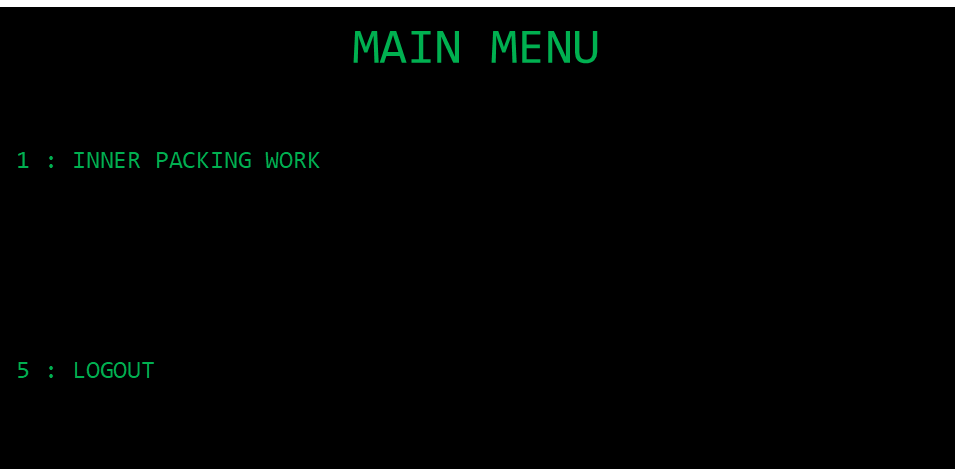 MAIN MENU
1 : INNER PACKING WORK
5 : LOGOUT